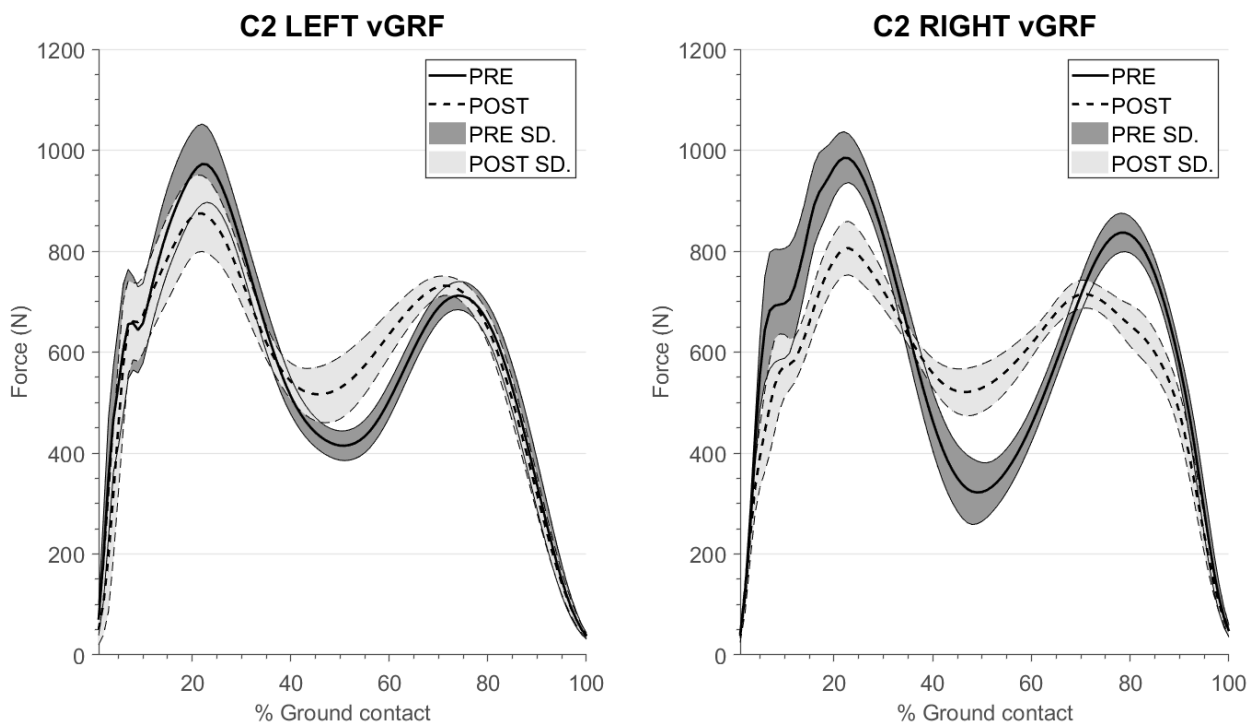 C2 LEFT vGRF
1200
1000
800
600
400
200
0
Force (N)
PRE
POST
PRE SD.
POST SD.
20
40
60
80
100
% Ground contact
C2 RIGHT vGRF
1200
1000
800
600
400
200
0
Force (N)
PRE
POST
PRE SD.
POST SD.
20
40
60
80
100
% Ground contact